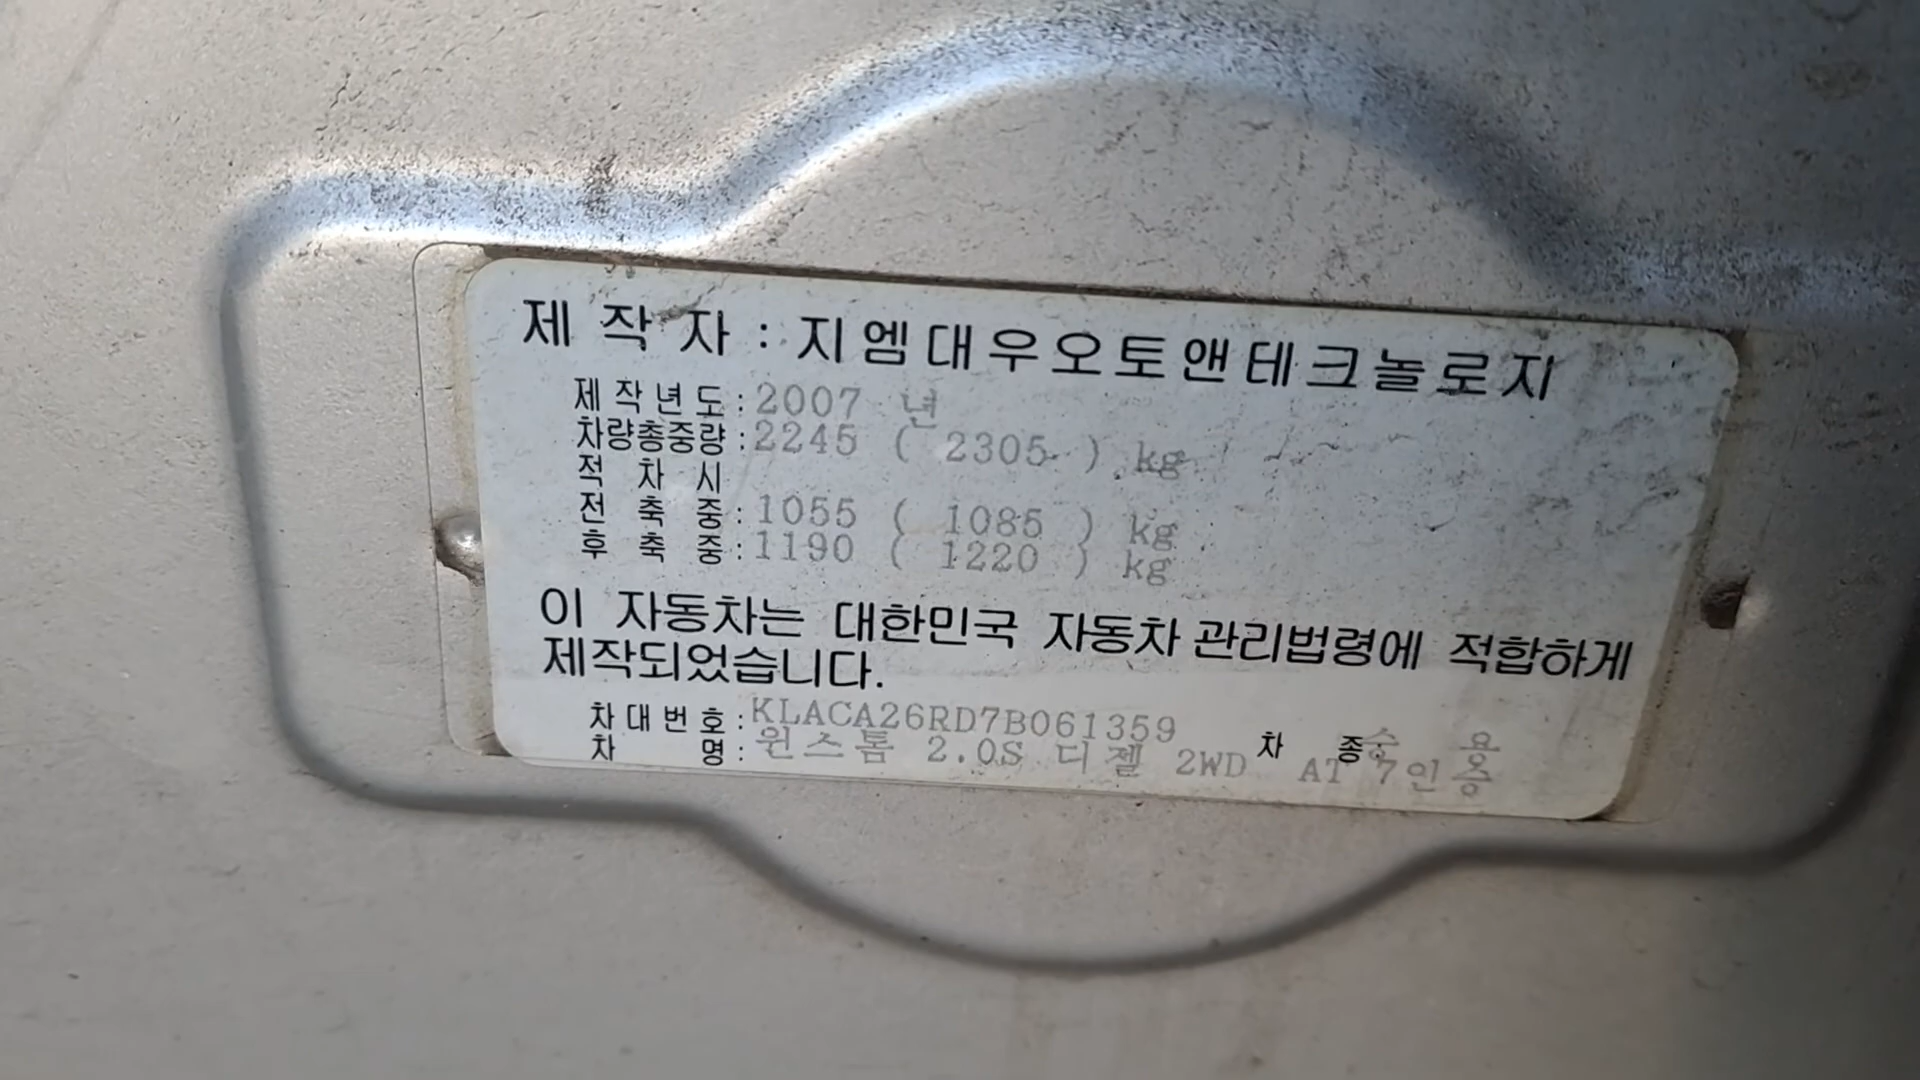 제 작 자 : 지엠대우오토앤테크놀로지
제작년도 : 2007 년
차량총중량 : 2245 ( 2305 ) kg
적 차 시
전 축 중 : 1055 ( 1085 ) kg
후 축 중 : 1190 ( 1220 ) kg
이 자동차는 대한민국 자동차 관리법령에 적합하게
제작되었습니다.
차대번호 : KLACA26RD7B061359 차 종: 승 용
차 명 : 윈스톰 2.0S 디젤 2WD AT 7인승